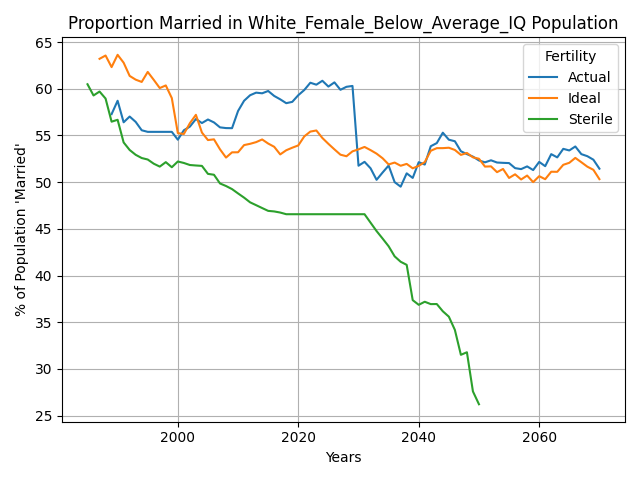 Proportion Married in White_Female_Below_Average_IQ Population
% of Population 'Married'
65
60
55
50
45
40
35
30
25
Fertility
Actual
Ideal
Sterile
2000 2020 2040 2060
Years